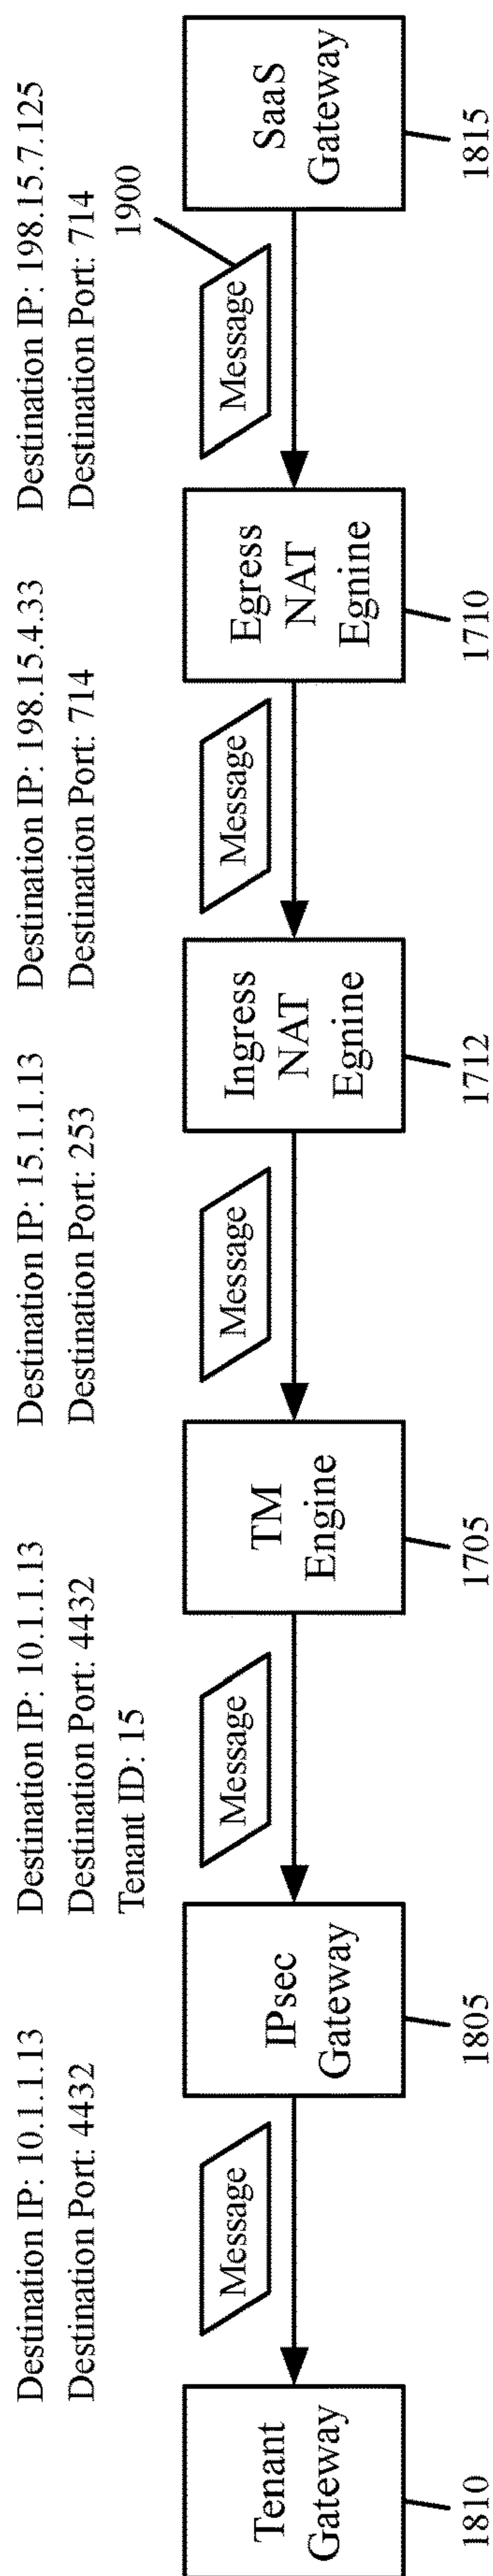 Destination IP: 10.1.1.13
Destination Port: 4432
Destination IP: 10.1.1.13
Destination Port: 4432
Tenant ID: 15
Destination IP: 15.1.1.13
Destination Port: 253
Destination IP: 198.15.4.33
Destination Port: 714
Destination IP: 198.15.7.125
Destination Port: 714
1900
Tenant
Gateway
Message
IPsec
Gateway
Message
TM
Engine
Message
Ingress
NAT
Egnine
Message
Egress
NAT
Egnine
Message
SaaS
Gateway
1810
1805
1705
1712
1710
1815